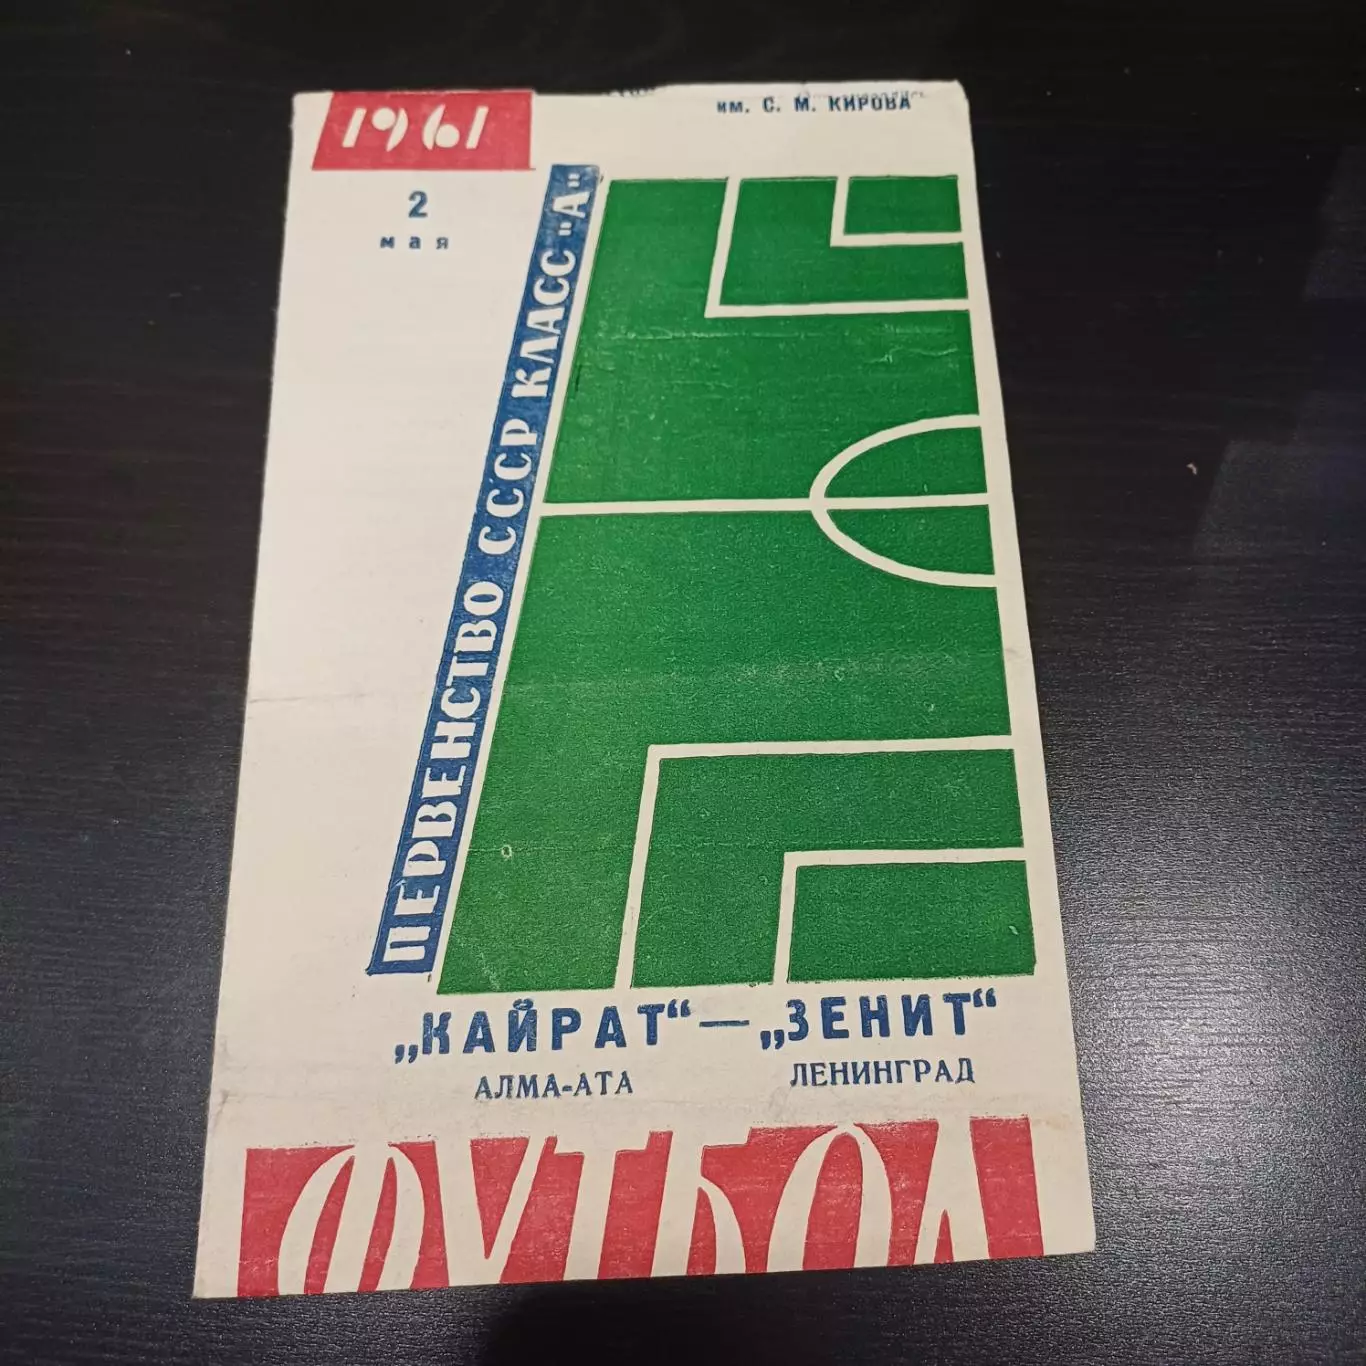 1961
им. С. М. КИРОВА
2
мая
ПЕРВЕНСТВО СССР КЛАСС "А"
„КАЙРАТ“ — „ЗЕНИТ“
АЛМА-АТА ЛЕНИНГРАД
ФУТБОЛ